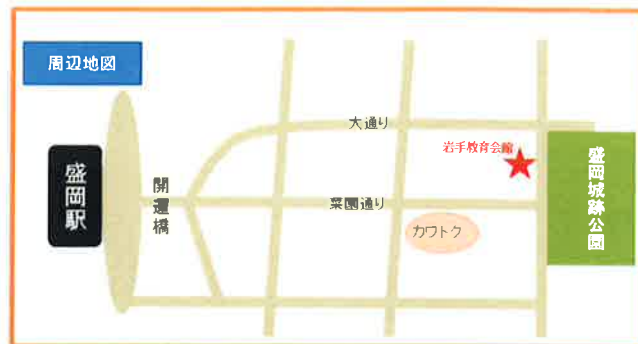 周辺地図
大通り
岩手教育会館
盛岡駅
開運橋
菜園通り
カワトク
盛岡城跡公園